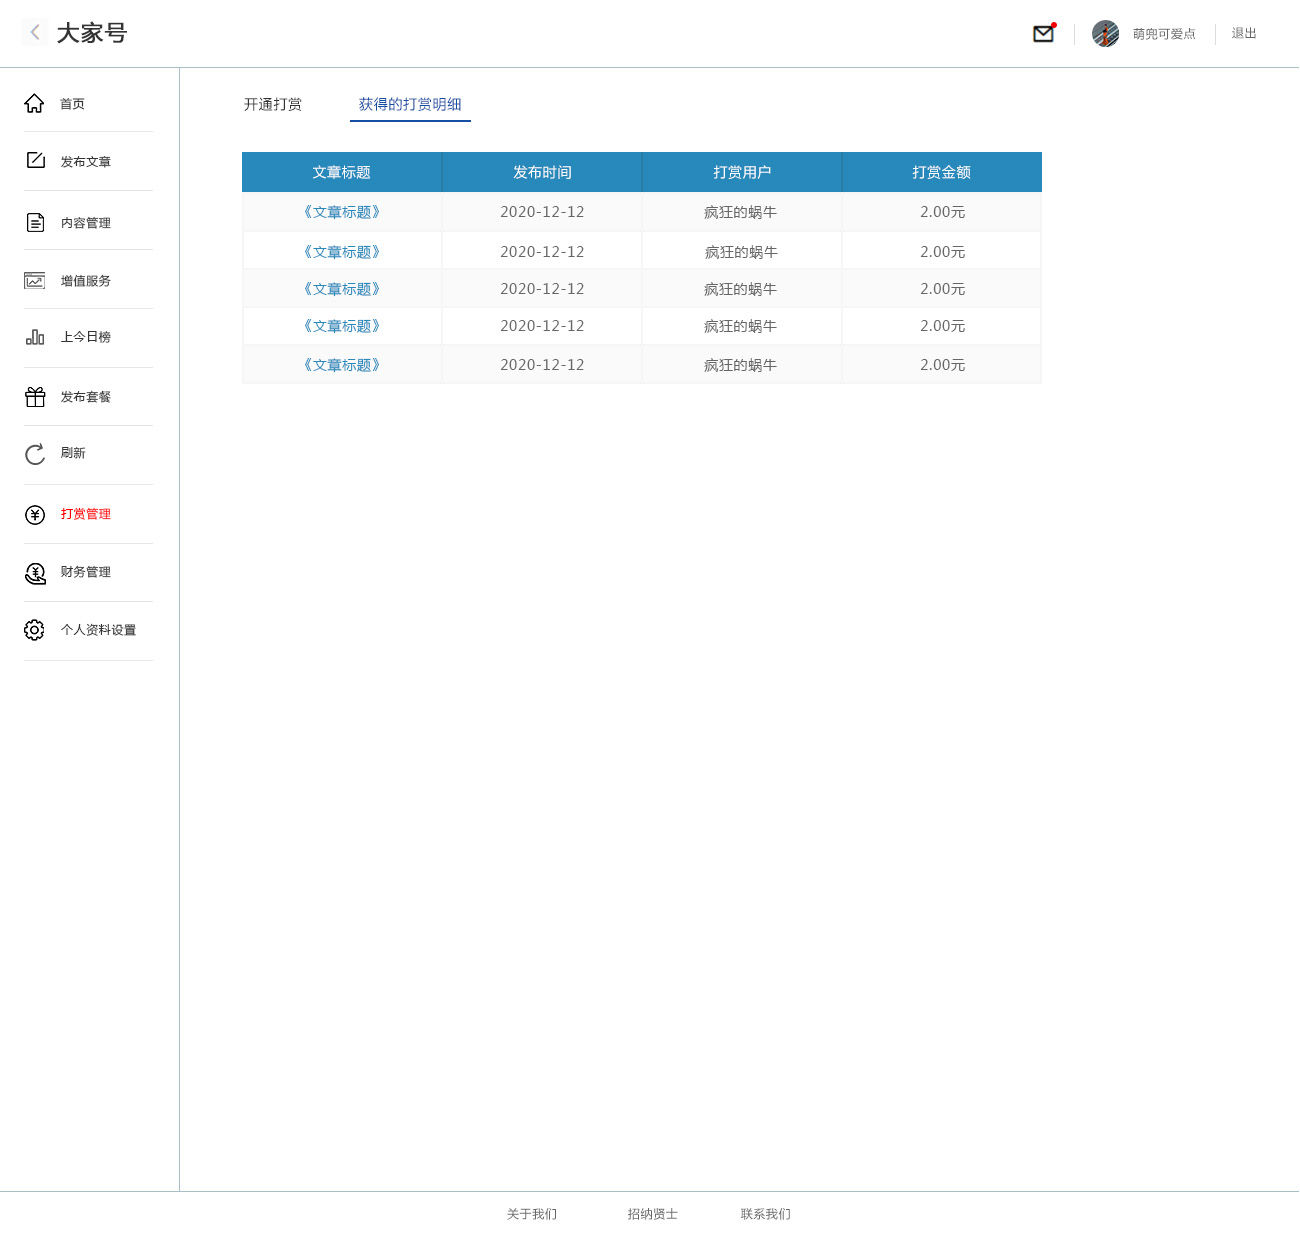 大家号
萌兜可爱点
退出
首页
发布文章
内容管理
增值服务
上今日榜
发布套餐
刷新
打赏管理
财务管理
个人资料设置
开通打赏 获得的打赏明细
文章标题 发布时间 打赏用户 打赏金额
《文章标题》 2020-12-12 疯狂的蜗牛 2.00元
《文章标题》 2020-12-12 疯狂的蜗牛 2.00元
《文章标题》 2020-12-12 疯狂的蜗牛 2.00元
《文章标题》 2020-12-12 疯狂的蜗牛 2.00元
《文章标题》 2020-12-12 疯狂的蜗牛 2.00元
关于我们 招纳贤士 联系我们